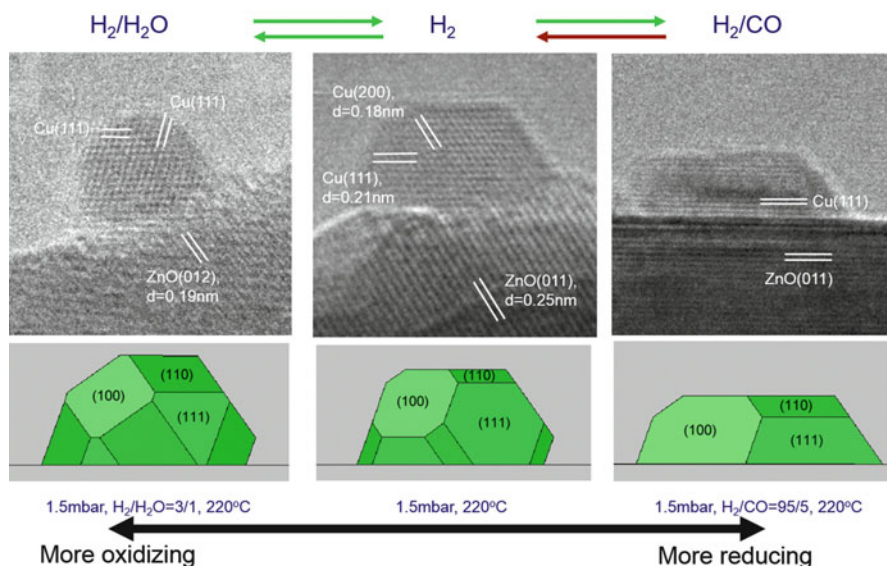 H₂/H₂O
H₂
H₂/CO
Cu(111)
Cu(111)
ZnO(012),
d=0.19nm
Cu(200),
d=0.18nm
Cu(111),
d=0.21nm
ZnO(011),
d=0.25nm
Cu(111)
ZnO(011)
(110)
(100)
(111)
(110)
(100)
(111)
(110)
(100)
(111)
1.5mbar, H₂/H₂O=3/1, 220°C
1.5mbar, 220°C
1.5mbar, H₂/CO=95/5, 220°C
More oxidizing
More reducing